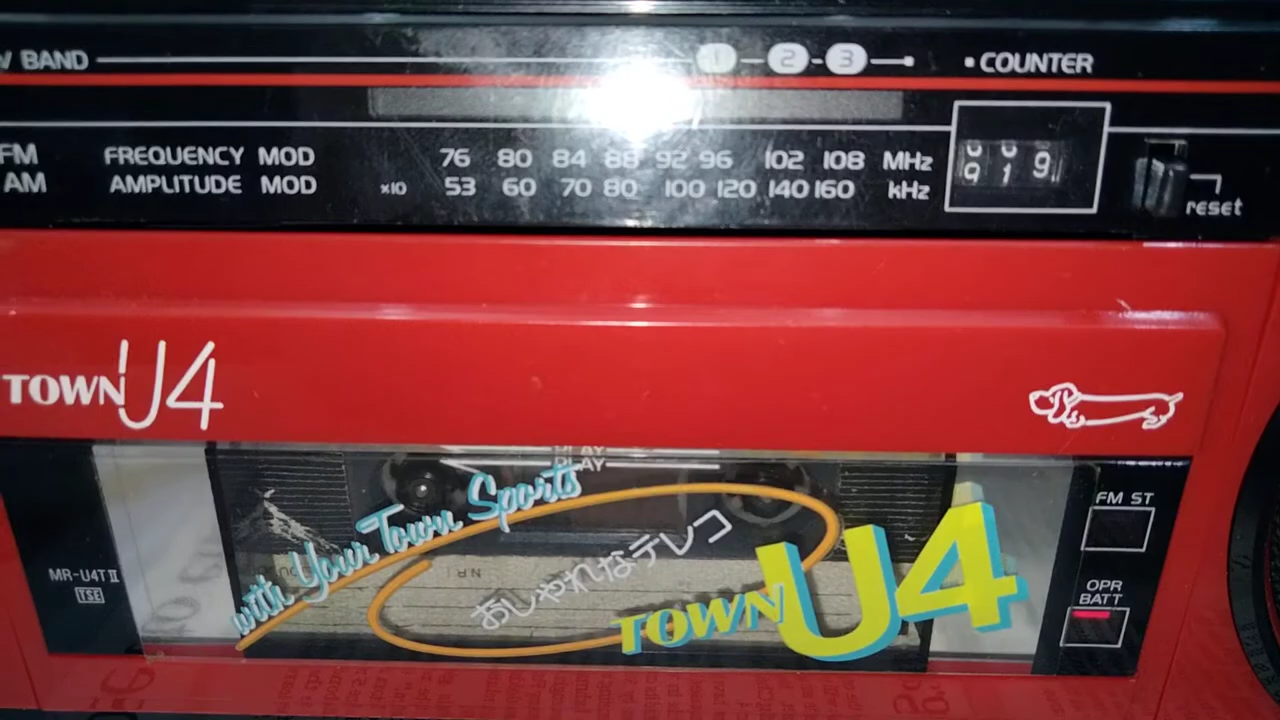 BAND
1 2 3
COUNTER
FM FREQUENCY MOD 76 80 84 88 92 96 102 108 MHz
AM AMPLITUDE MOD x10 53 60 70 80 100 120 140 160 kHz
919
reset
TOWN U4
PLAY
FM ST
with Your Town Sports
おしゃれなテレコ
TOWN U4
MR-U4TⅡ
TSE
OPR
BATT